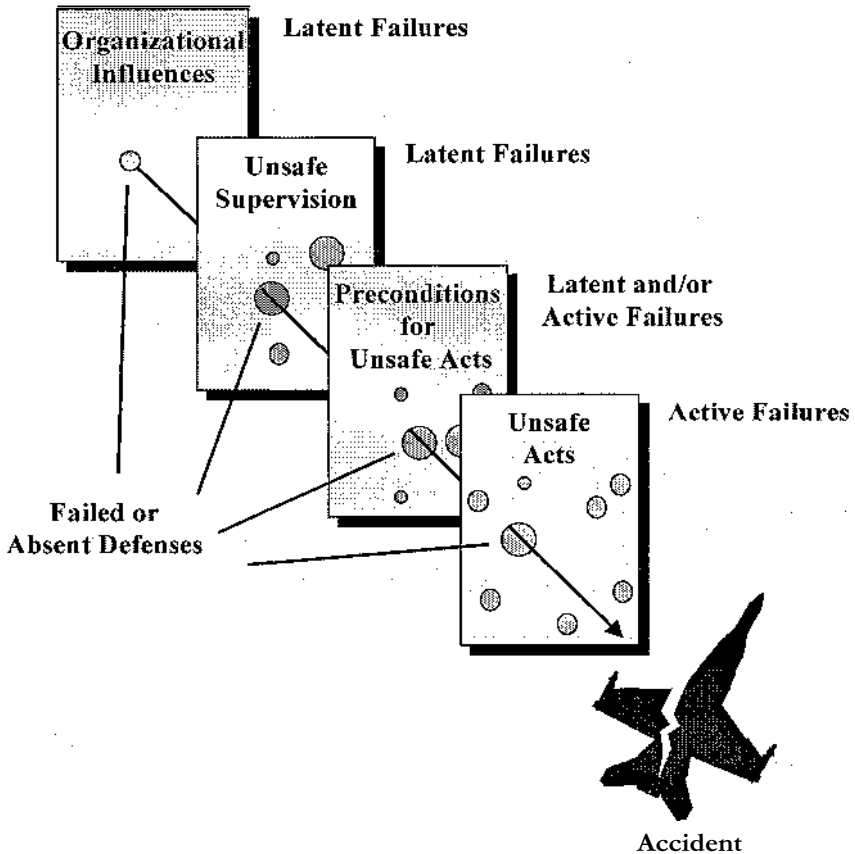 Organizational
Influences
Latent Failures
Unsafe
Supervision
Latent Failures
Preconditions
for
Unsafe Acts
Latent and/or
Active Failures
Unsafe
Acts
Active Failures
Failed or
Absent Defenses
Accident